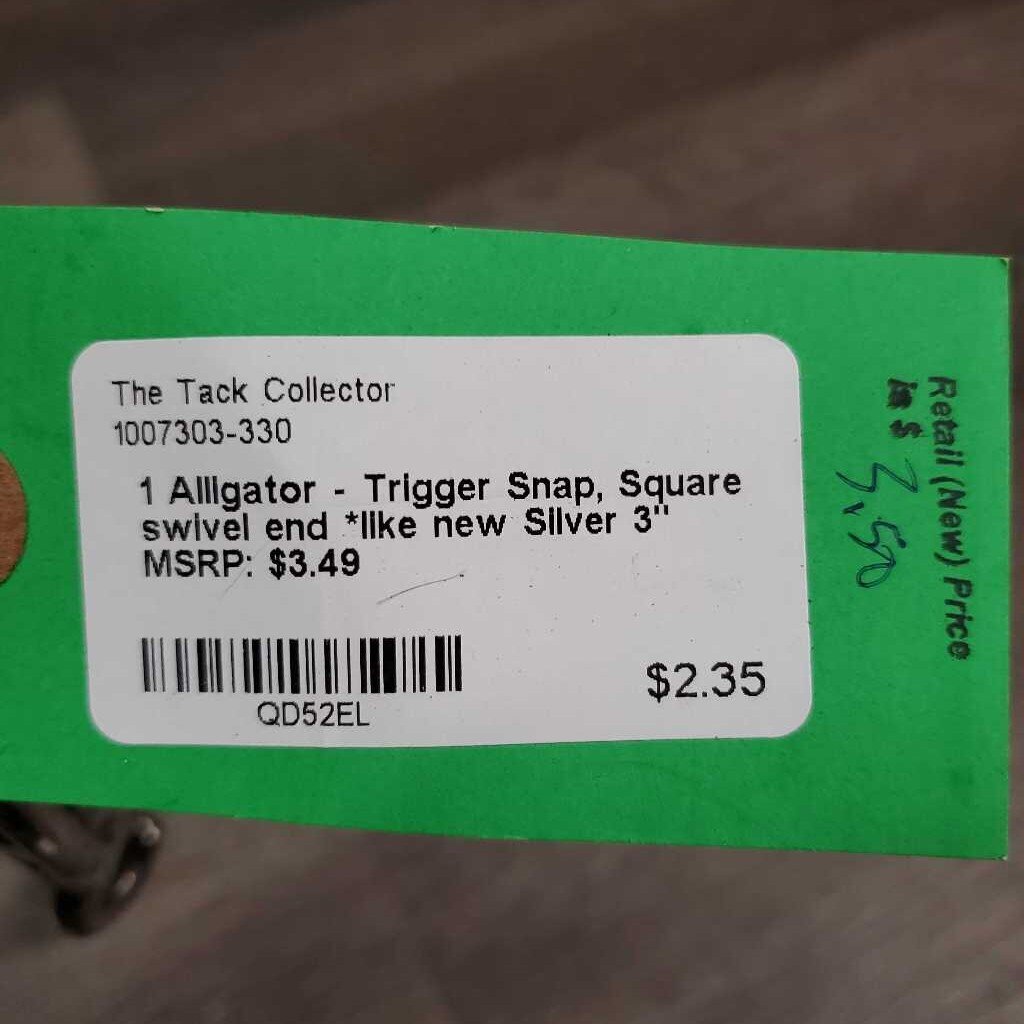 The Tack Collector
1007303-330
1 Alligator - Trigger Snap, Square
swivel end *like new Silver 3"
MSRP: $3.49
QD52EL
$2.35
Retail (New) Price
in $
3.50